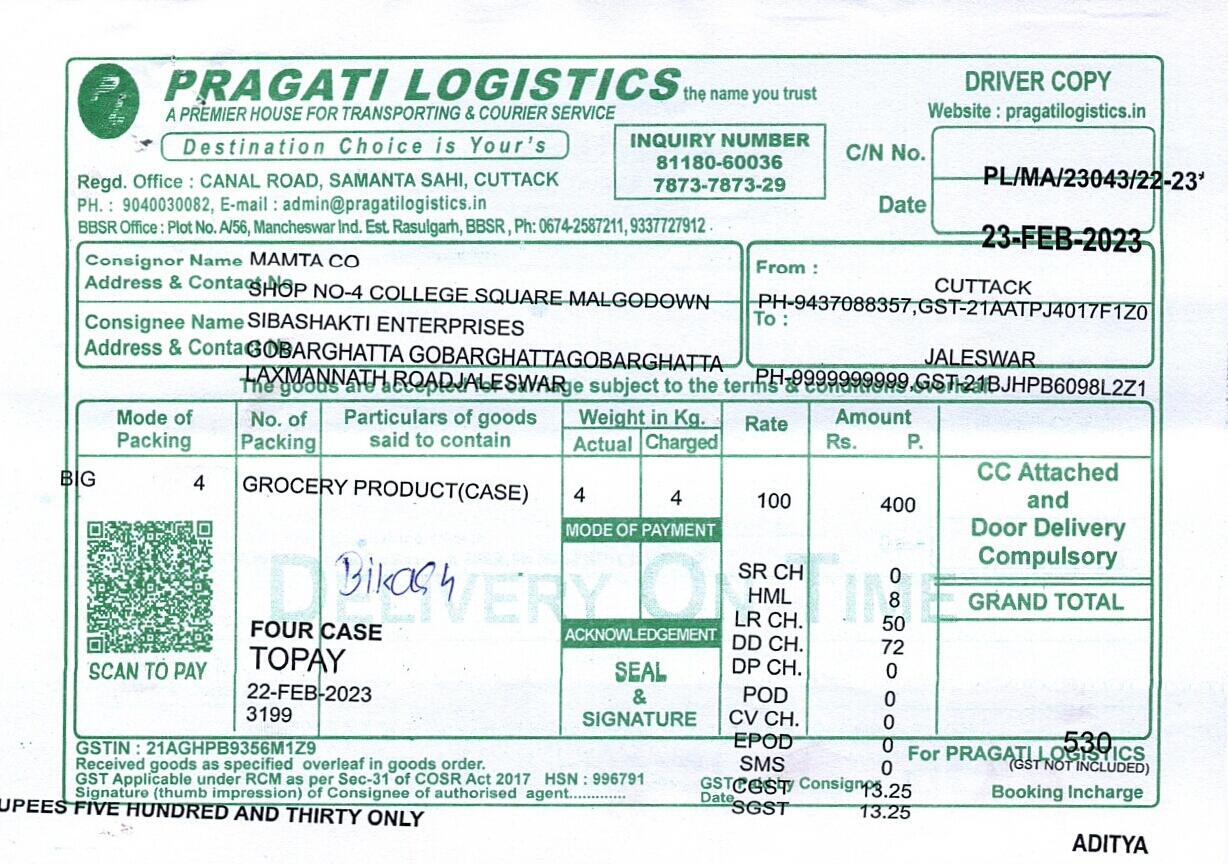 PRAGATI LOGISTICS the name you trust
A PREMIER HOUSE FOR TRANSPORTING & COURIER SERVICE
Destination Choice is Your's
Regd. Office : CANAL ROAD, SAMANTA SAHI, CUTTACK
PH. : 9040030082, E-mail : admin@pragatilogistics.in
BBSR Office : Plot No. A/56, Mancheswar Ind. Est. Rasulgarh, BBSR , Ph: 0674-2587211, 9337727912
INQUIRY NUMBER
81180-60036
7873-7873-29
DRIVER COPY
Website : pragatilogistics.in
C/N No. PL/MA/23043/22-23
Date 23-FEB-2023
Consignor Name MAMTA CO
Address & Contact No SHOP NO-4 COLLEGE SQUARE MALGODOWN
From : CUTTACK
PH-9437088357,GST-21AATPJ4017F1Z0
Consignee Name SIBASHAKTI ENTERPRISES
Address & Contact No GOBARGHATTA GOBARGHATTAGOBARGHATTA
LAXMANNATH ROADJALESWAR
To : JALESWAR
PH-9999999999,GST-21BJHPB6098L2Z1
The goods are accepted for carriage subject to the terms & conditions
Mode of Packing
No. of Packing
Particulars of goods said to contain
Weight in Kg.
Actual Charged
Rate
Amount
Rs. P.
BIG 4 GROCERY PRODUCT(CASE) 4 4 100 400
CC Attached
and
Door Delivery
Compulsory
GRAND TOTAL
MODE OF PAYMENT
DELIVERY ON TIME
Bikash
SCAN TO PAY
FOUR CASE
TOPAY
22-FEB-2023
3199
ACKNOWLEDGEMENT
SEAL
&
SIGNATURE
SR CH 0
HML 8
LR CH. 50
DD CH. 72
DP CH. 0
POD 0
CV CH. 0
EPOD 0
SMS 0
CGST 13.25
SGST 13.25
530
(GST NOT INCLUDED)
GSTIN : 21AGHPB9356M1Z9
Received goods as specified overleaf in goods order.
GST Applicable under RCM as per Sec-31 of COSR Act 2017 HSN : 996791
Signature (thumb impression) of Consignee of authorised agent.............
GST Paid by Consignor
Date
For PRAGATI LOGISTICS
Booking Incharge
UPEES FIVE HUNDRED AND THIRTY ONLY
ADITYA